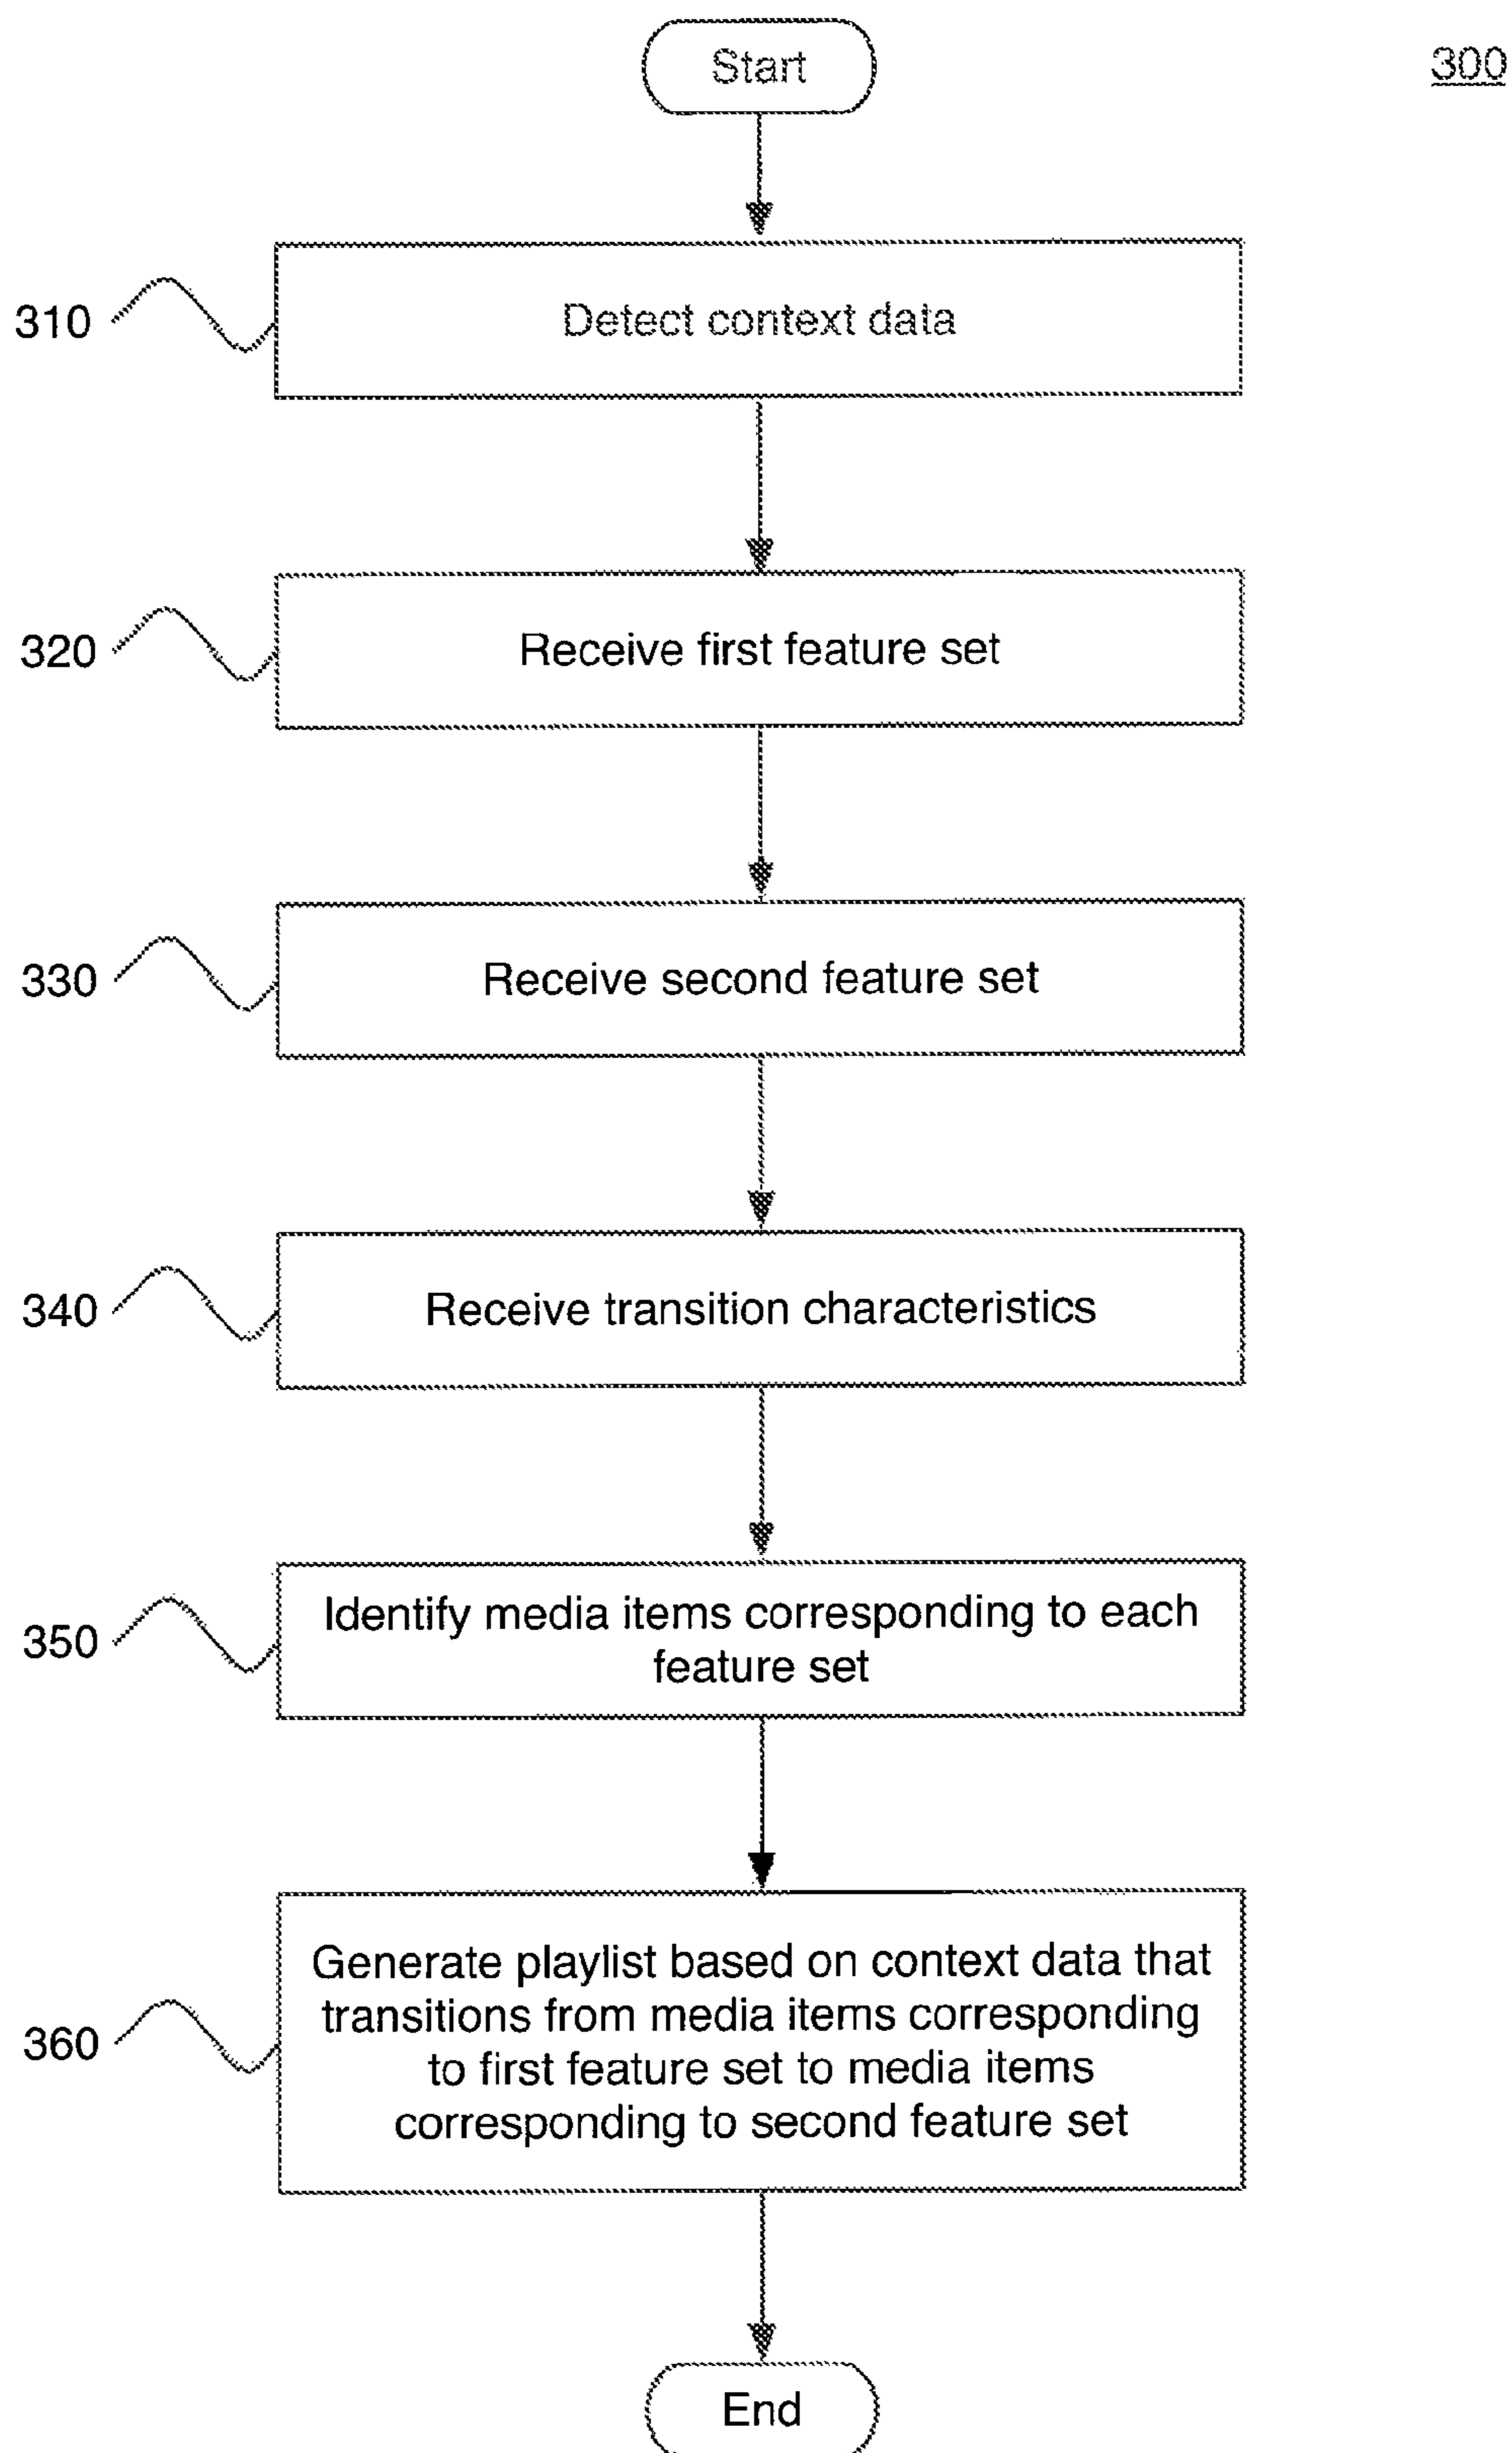 Start
300
310
Detect context data
320
Receive first feature set
330
Receive second feature set
340
Receive transition characteristics
350
Identify media items corresponding to each
feature set
360
Generate playlist based on context data that
transitions from media items corresponding
to first feature set to media items
corresponding to second feature set
End